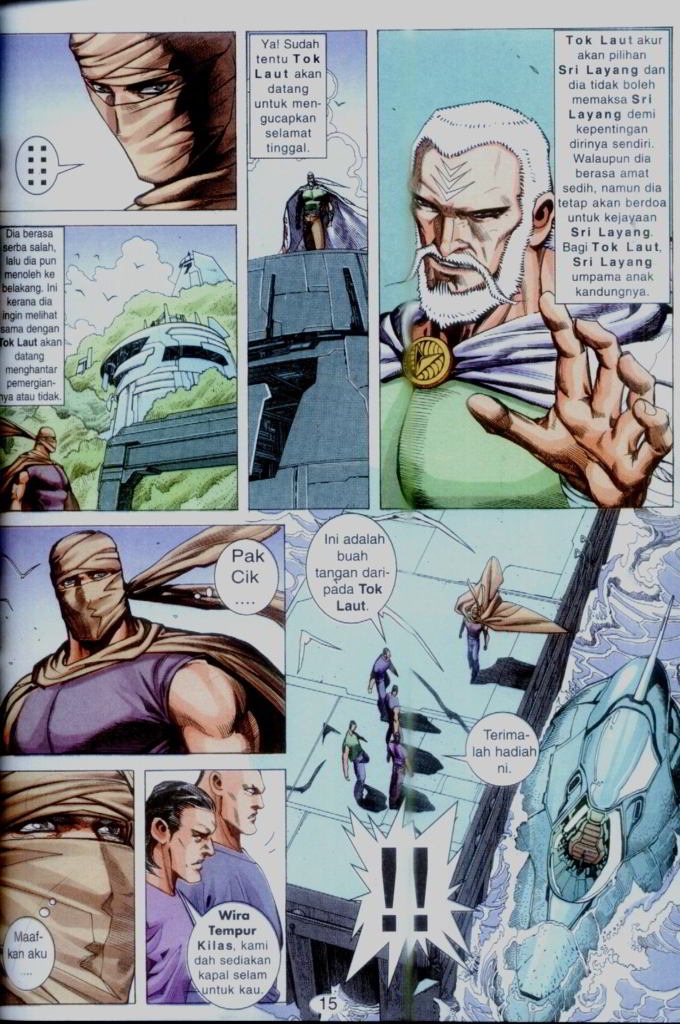 Ya! Sudah
tentu Tok
Laut akan
datang
untuk men-
gucapkan
selamat
tinggal.
Tok Laut akur
akan pilihan
Sri Layang dan
dia tidak boleh
memaksa Sri
Layang demi
kepentingan
dirinya sendiri.
Walaupun dia
berasa amat
sedih, namun dia
tetap akan berdoa
untuk kejayaan
Sri Layang.
Bagi Tok Laut,
Sri Layang
umpama anak
kandungnya.
Dia berasa
serba salah,
lalu dia pun
menoleh ke
belakang. Ini
kerana dia
ingin melihat
sama dengan
Tok Laut akan
datang
menghantar
pemergian-
nya atau tidak.
Pak
Cik
....
Ini adalah
buah
tangan dari-
pada Tok
Laut.
Terima-
lah hadiah
ni.
Maaf-
kan aku
....
Wira
Tempur
Kilas, kami
dah sediakan
kapal selam
untuk kau.
!!
15